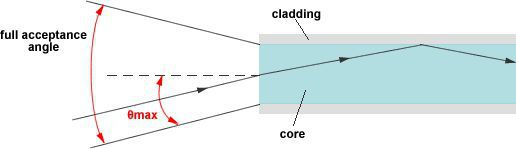 full acceptance
angle
cladding
θmax
core